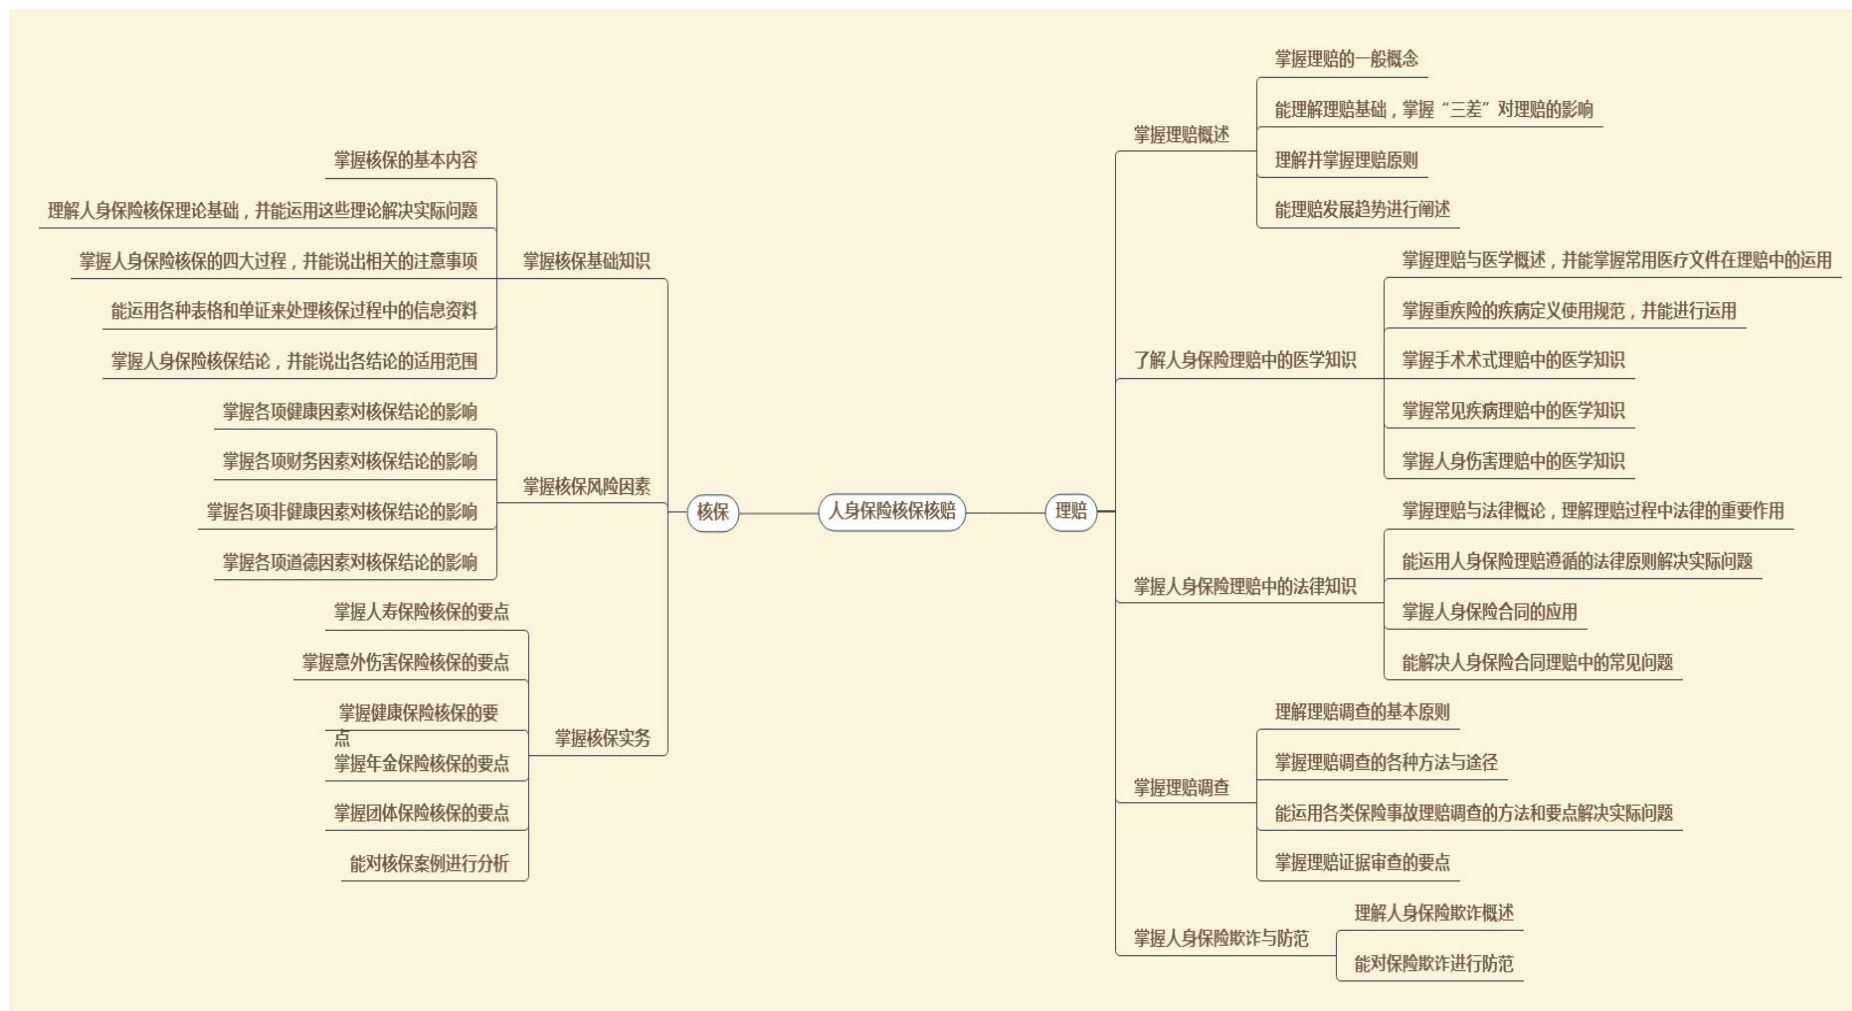 人身保险核保核赔
核保
掌握核保基础知识
掌握核保的基本内容
理解人身保险核保理论基础，并能运用这些理论解决实际问题
掌握人身保险核保的四大过程，并能说出相关的注意事项
能运用各种表格和单证来处理核保过程中的信息资料
掌握人身保险核保结论，并能说出各结论的适用范围
掌握核保风险因素
掌握各项健康因素对核保结论的影响
掌握各项财务因素对核保结论的影响
掌握各项非健康因素对核保结论的影响
掌握各项道德因素对核保结论的影响
掌握核保实务
掌握人寿保险核保的要点
掌握意外伤害保险核保的要点
掌握健康保险核保的要
点
掌握年金保险核保的要点
掌握团体保险核保的要点
能对核保案例进行分析
理赔
掌握理赔概述
掌握理赔的一般概念
能理解理赔基础，掌握“三差”对理赔的影响
理解并掌握理赔原则
能理赔发展趋势进行阐述
了解人身保险理赔中的医学知识
掌握理赔与医学概述，并能掌握常用医疗文件在理赔中的运用
掌握重疾险的疾病定义使用规范，并能进行运用
掌握手术术式理赔中的医学知识
掌握常见疾病理赔中的医学知识
掌握人身伤害理赔中的医学知识
掌握人身保险理赔中的法律知识
掌握理赔与法律概论，理解理赔过程中法律的重要作用
能运用人身保险理赔遵循的法律原则解决实际问题
掌握人身保险合同的应用
能解决人身保险合同理赔中的常见问题
掌握理赔调查
理解理赔调查的基本原则
掌握理赔调查的各种方法与途径
能运用各类保险事故理赔调查的方法和要点解决实际问题
掌握理赔证据审查的要点
掌握人身保险欺诈与防范
理解人身保险欺诈概述
能对保险欺诈进行防范